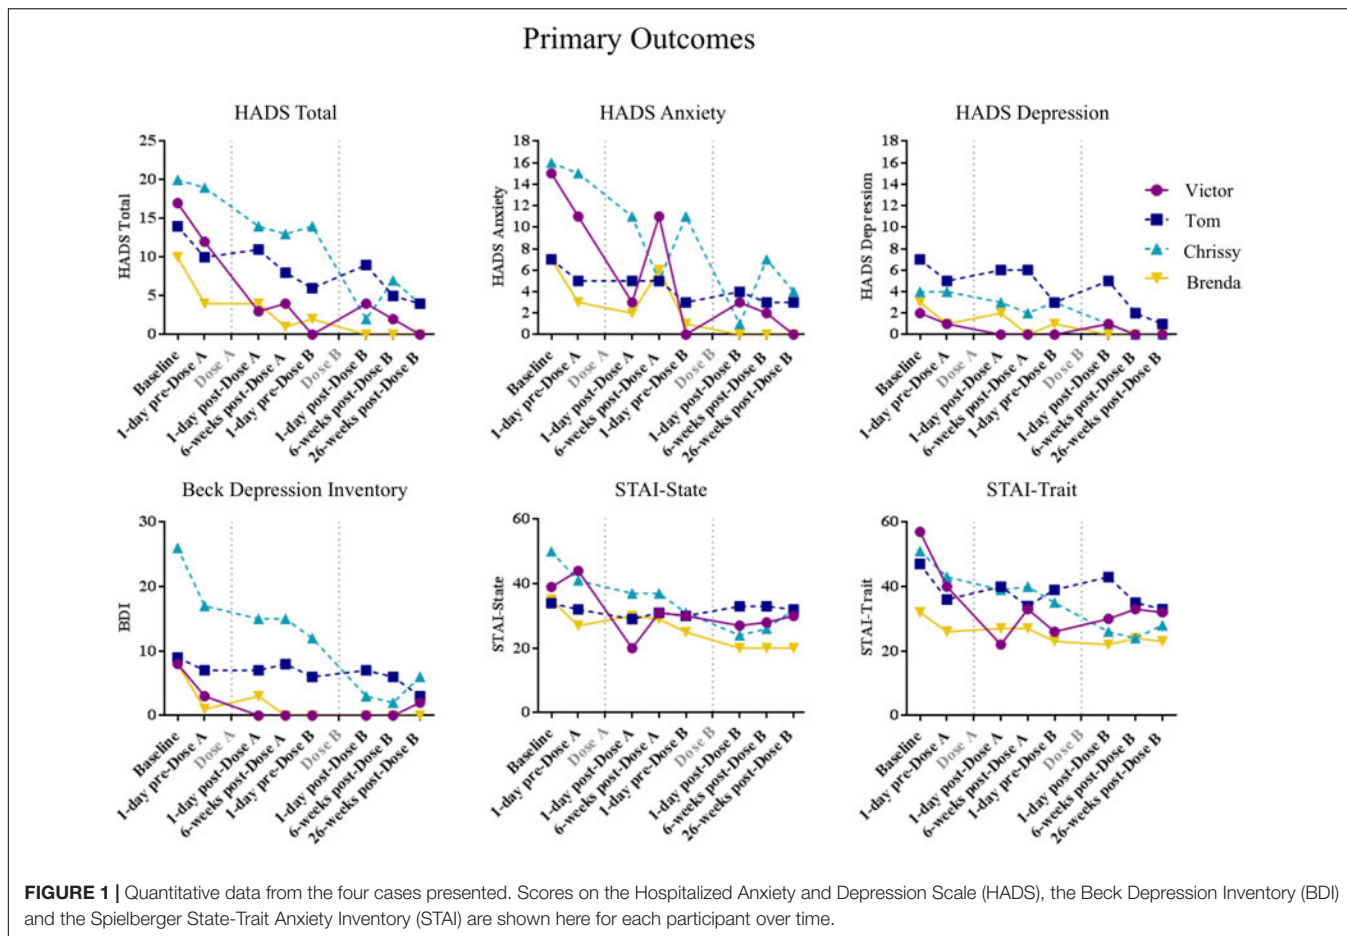 Primary Outcomes
HADS Total
HADS Anxiety
HADS Depression
25
20
15
10
5
0
HADS Total
18
16
14
12
10
8
6
4
2
0
HADS Anxiety
18
16
14
12
10
8
6
4
2
0
HADS Depression
Victor
Tom
Chrissy
Brenda
Baseline
1-day pre-Dose A
Dose A
1-day post-Dose A
6-weeks post-Dose A
1-day pre-Dose B
Dose B
1-day post-Dose B
6-weeks post-Dose B
26-weeks post-Dose B
Baseline
1-day pre-Dose A
Dose A
1-day post-Dose A
6-weeks post-Dose A
1-day pre-Dose B
Dose B
1-day post-Dose B
6-weeks post-Dose B
26-weeks post-Dose B
Baseline
1-day pre-Dose A
Dose A
1-day post-Dose A
6-weeks post-Dose A
1-day pre-Dose B
Dose B
1-day post-Dose B
6-weeks post-Dose B
26-weeks post-Dose B
Beck Depression Inventory
STAI-State
STAI-Trait
30
20
10
0
BDI
60
40
20
0
STAI-State
60
40
20
0
STAI-Trait
Baseline
1-day pre-Dose A
Dose A
1-day post-Dose A
6-weeks post-Dose A
1-day pre-Dose B
Dose B
1-day post-Dose B
6-weeks post-Dose B
26-weeks post-Dose B
Baseline
1-day pre-Dose A
Dose A
1-day post-Dose A
6-weeks post-Dose A
1-day pre-Dose B
Dose B
1-day post-Dose B
6-weeks post-Dose B
26-weeks post-Dose B
Baseline
1-day pre-Dose A
Dose A
1-day post-Dose A
6-weeks post-Dose A
1-day pre-Dose B
Dose B
1-day post-Dose B
6-weeks post-Dose B
26-weeks post-Dose B
FIGURE 1 | Quantitative data from the four cases presented. Scores on the Hospitalized Anxiety and Depression Scale (HADS), the Beck Depression Inventory (BDI)
and the Spielberger State-Trait Anxiety Inventory (STAI) are shown here for each participant over time.